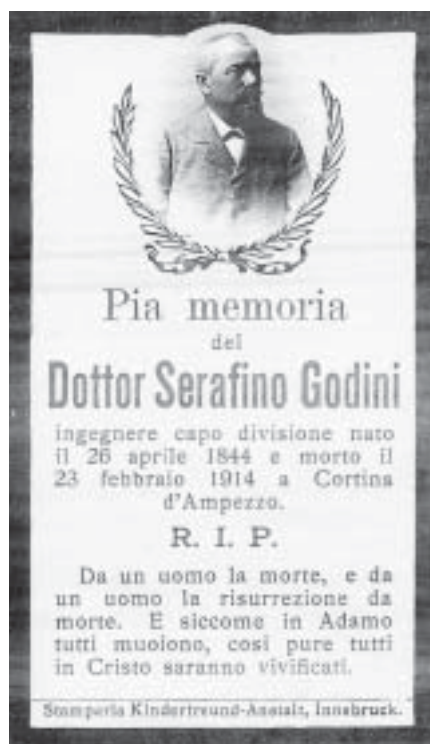 Pia memoria
del
Dottor Serafino Godini
ingegnere capo divisione nato
il 26 aprile 1844 e morto il
23 febbraio 1914 a Cortina
d'Ampezzo.
R. I. P.
Da un uomo la morte, e da
un uomo la risurrezione da
morte. E siccome in Adamo
tutti muoiono, così pure tutti
in Cristo saranno vivificati.
Stamperia Kindertreund-Anstalt, Innsbruck.